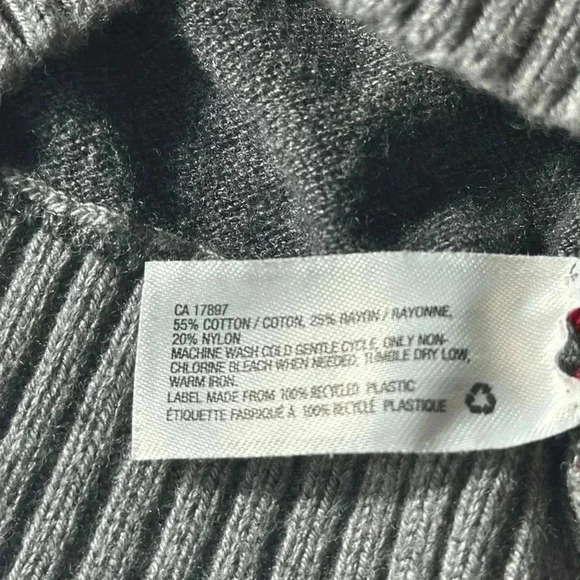 CA 17897
55% COTTON / COTON, 25% RAYON / RAYONNE,
20% NYLON
MACHINE WASH COLD GENTLE CYCLE, ONLY NON-
CHLORINE BLEACH WHEN NEEDED, TUMBLE DRY LOW,
WARM IRON.
LABEL MADE FROM 100% RECYCLED PLASTIC
ÉTIQUETTE FABRIQUÉ À 100% RECYCLÉ PLASTIQUE